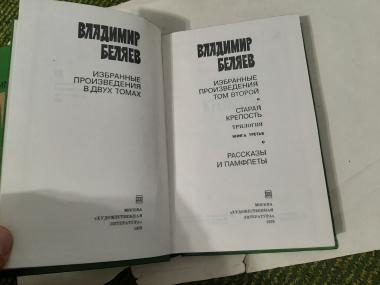 ВЛАДИМИР
БЕЛЯЕВ
ИЗБРАННЫЕ
ПРОИЗВЕДЕНИЯ
В ДВУХ ТОМАХ
МОСКВА
«ХУДОЖЕСТВЕННАЯ
ЛИТЕРАТУРА»
ВЛАДИМИР
БЕЛЯЕВ
ИЗБРАННЫЕ
ПРОИЗВЕДЕНИЯ
ТОМ ВТОРОЙ
СТАРАЯ
КРЕПОСТЬ
ТРИЛОГИЯ
КНИГА ТРЕТЬЯ
РАССКАЗЫ
И ПАМФЛЕТЫ
МОСКВА
«ХУДОЖЕСТВЕННАЯ
ЛИТЕРАТУРА»